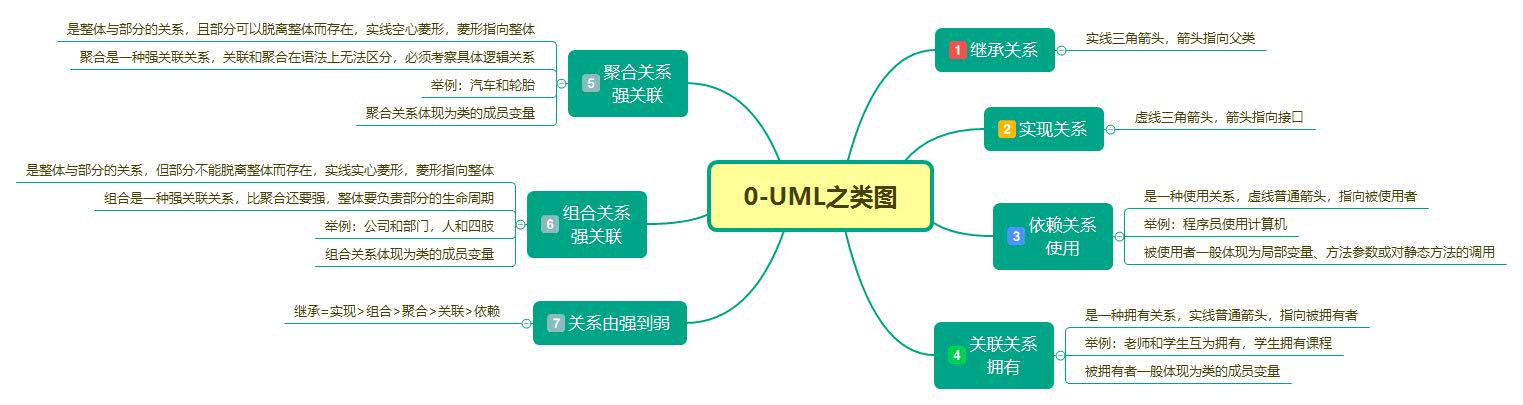 0-UML之类图
1 继承关系
实线三角箭头，箭头指向父类
2 实现关系
虚线三角箭头，箭头指向接口
3 依赖关系
使用
是一种使用关系，虚线普通箭头，指向被使用者
举例：程序员使用计算机
被使用者一般体现为局部变量、方法参数或对静态方法的调用
4 关联关系
拥有
是一种拥有关系，实线普通箭头，指向被拥有者
举例：老师和学生互为拥有，学生拥有课程
被拥有者一般体现为类的成员变量
5 聚合关系
强关联
是整体与部分的关系，且部分可以脱离整体而存在，实线空心菱形，菱形指向整体
聚合是一种强关联关系，关联和聚合在语法上无法区分，必须考察具体逻辑关系
举例：汽车和轮胎
聚合关系体现为类的成员变量
6 组合关系
强关联
是整体与部分的关系，但部分不能脱离整体而存在，实线实心菱形，菱形指向整体
组合是一种强关联关系，比聚合还要强，整体要负责部分的生命周期
举例：公司和部门，人和四肢
组合关系体现为类的成员变量
7 关系由强到弱
继承=实现>组合>聚合>关联>依赖